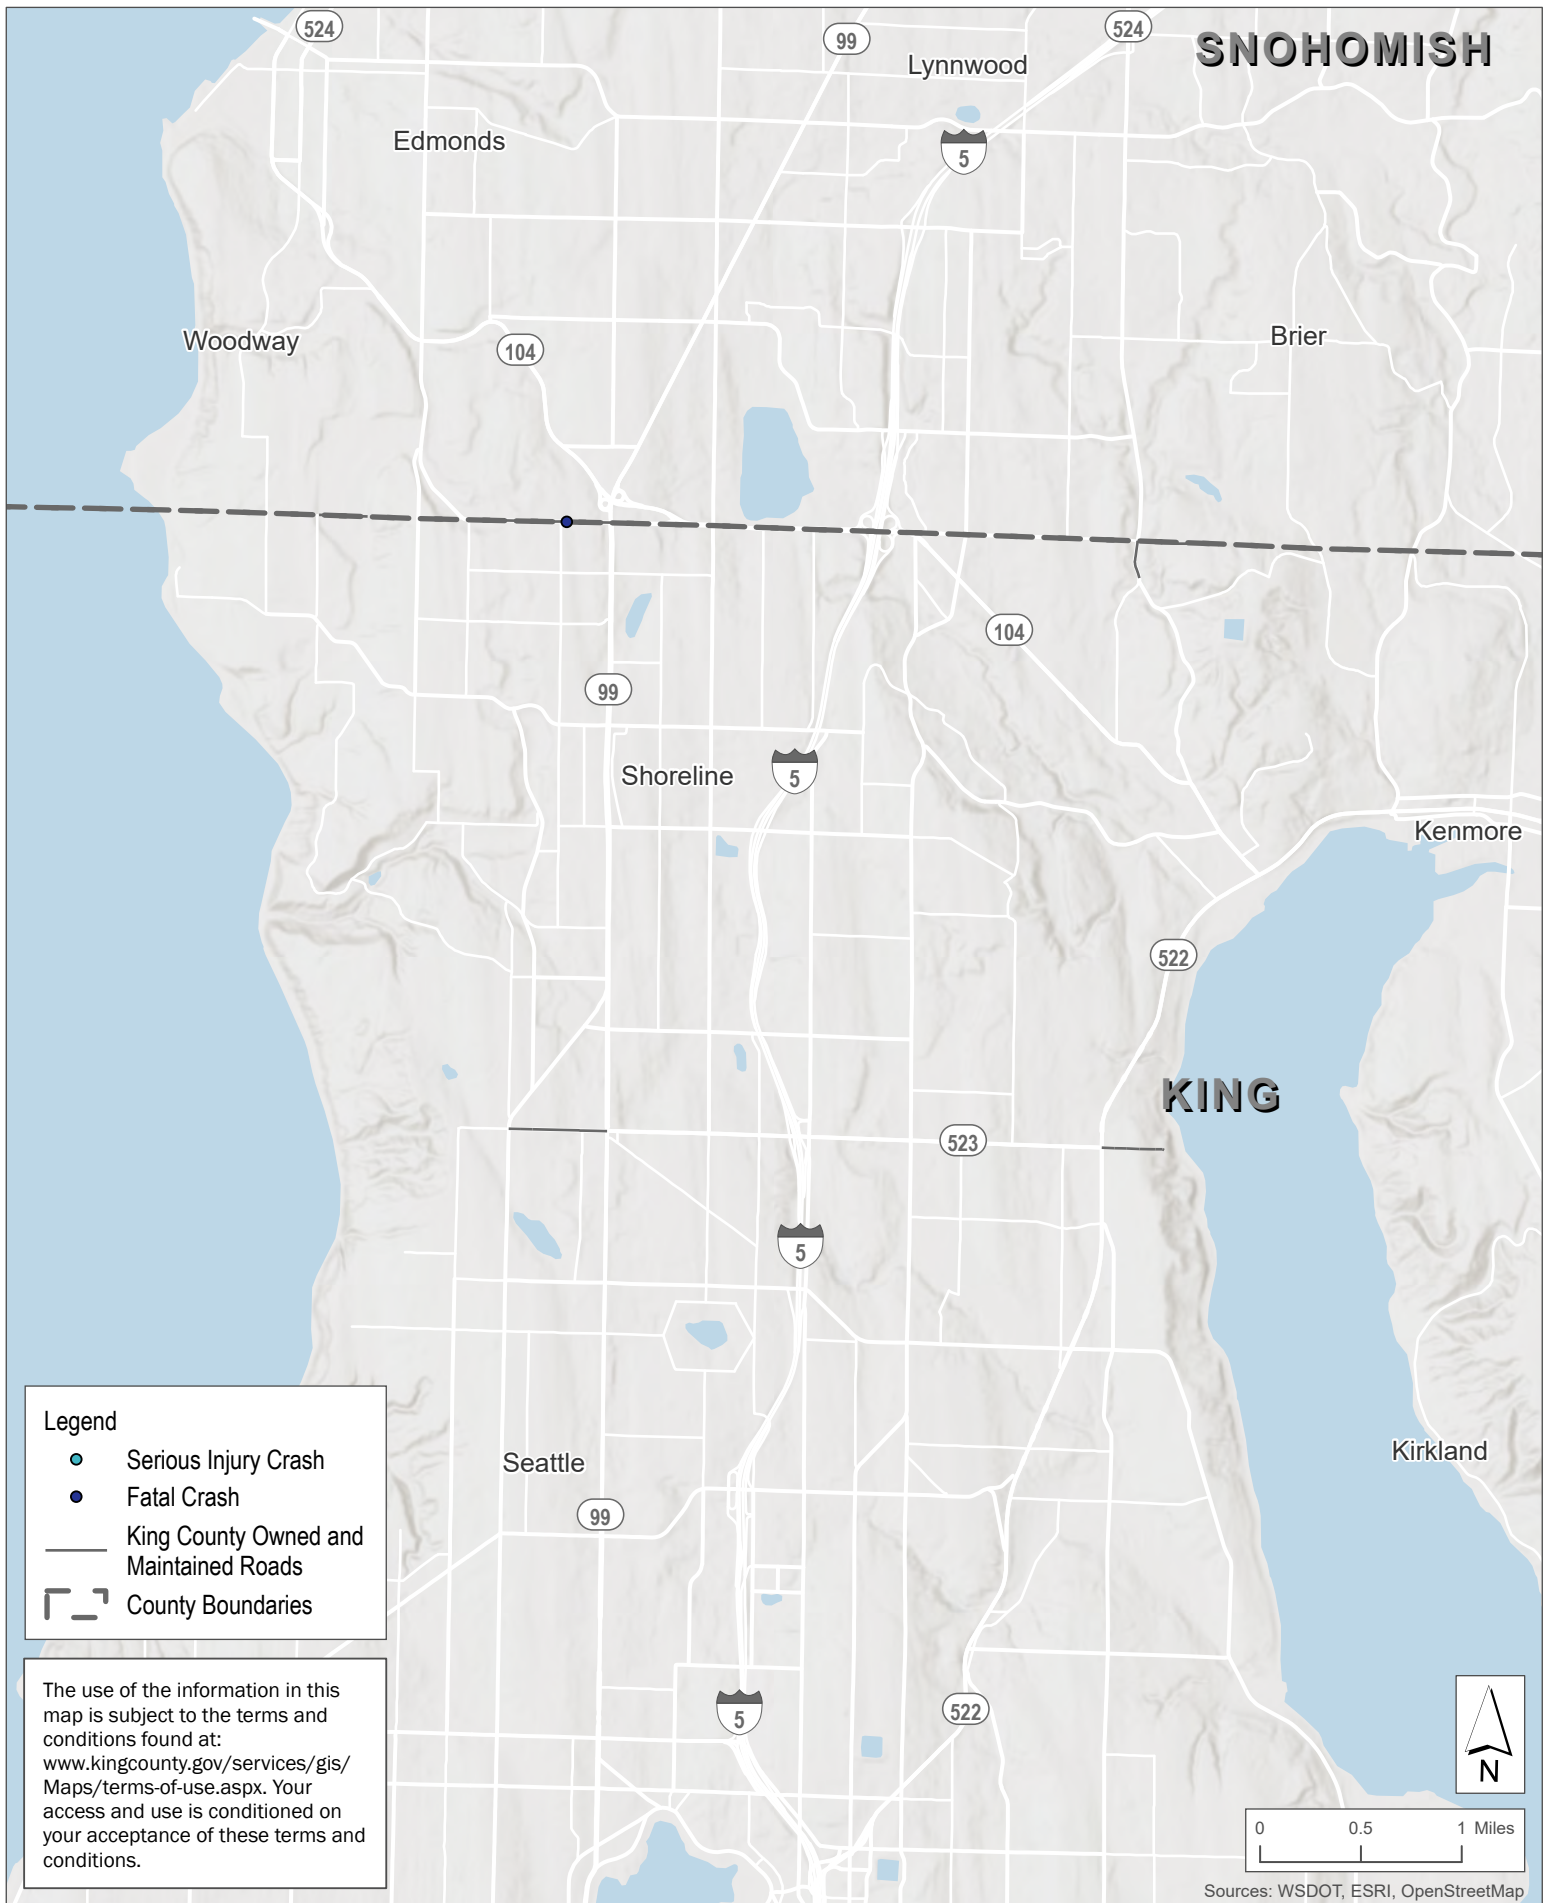 524
99
524
SNOHOMISH
Lynnwood
Edmonds
5
Woodway
Brier
104
104
99
Shoreline
5
Kenmore
522
KING
523
5
Legend
Serious Injury Crash
Fatal Crash
King County Owned and
Maintained Roads
County Boundaries
Seattle
Kirkland
99
The use of the information in this
map is subject to the terms and
conditions found at:
www.kingcounty.gov/services/gis/
Maps/terms-of-use.aspx. Your
access and use is conditioned on
your acceptance of these terms and
conditions.
5
522
N
0 0.5 1 Miles
Sources: WSDOT, ESRI, OpenStreetMap